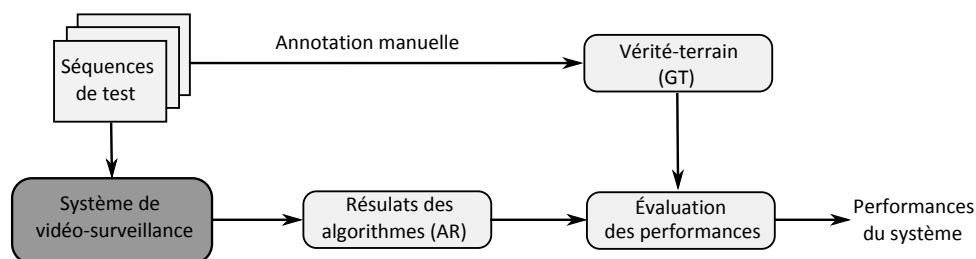 Annotation manuelle
Séquences
de test
Vérité-terrain
(GT)
Système de
vidéo-surveillance
Résulats des
algorithmes (AR)
Évaluation
des performances
Performances
du système